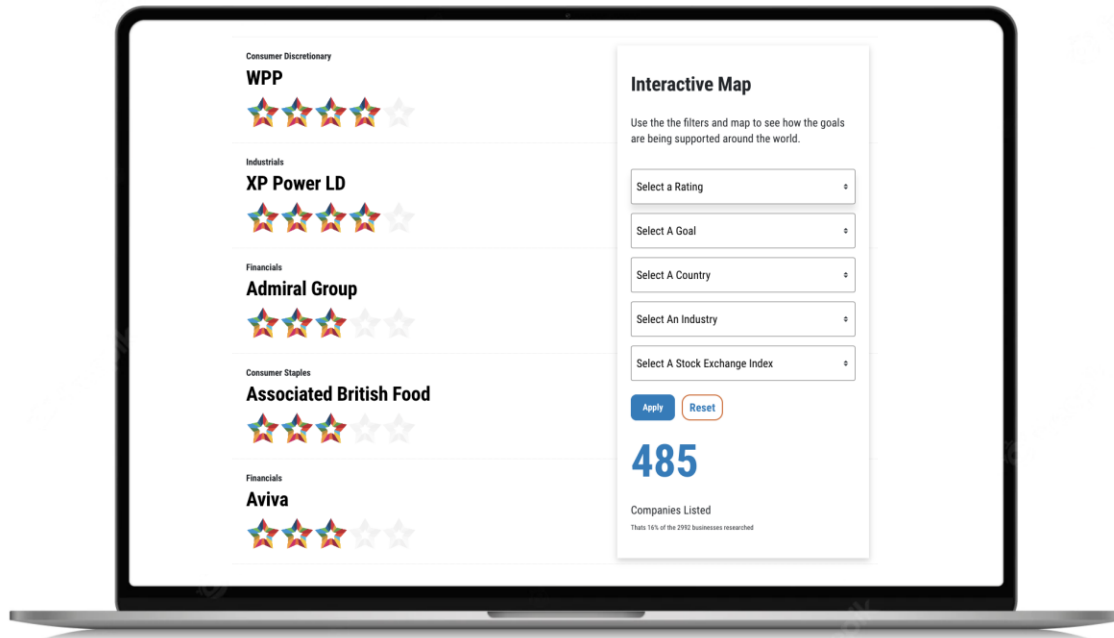 Consumer Discretionary
WPP
Industrials
XP Power LD
Financials
Admiral Group
Consumer Staples
Associated British Food
Financials
Aviva
Interactive Map
Use the the filters and map to see how the goals
are being supported around the world.
Select a Rating
Select A Goal
Select A Country
Select An Industry
Select A Stock Exchange Index
Apply
Reset
485
Companies Listed
Thats 16% of the 2992 businesses researched